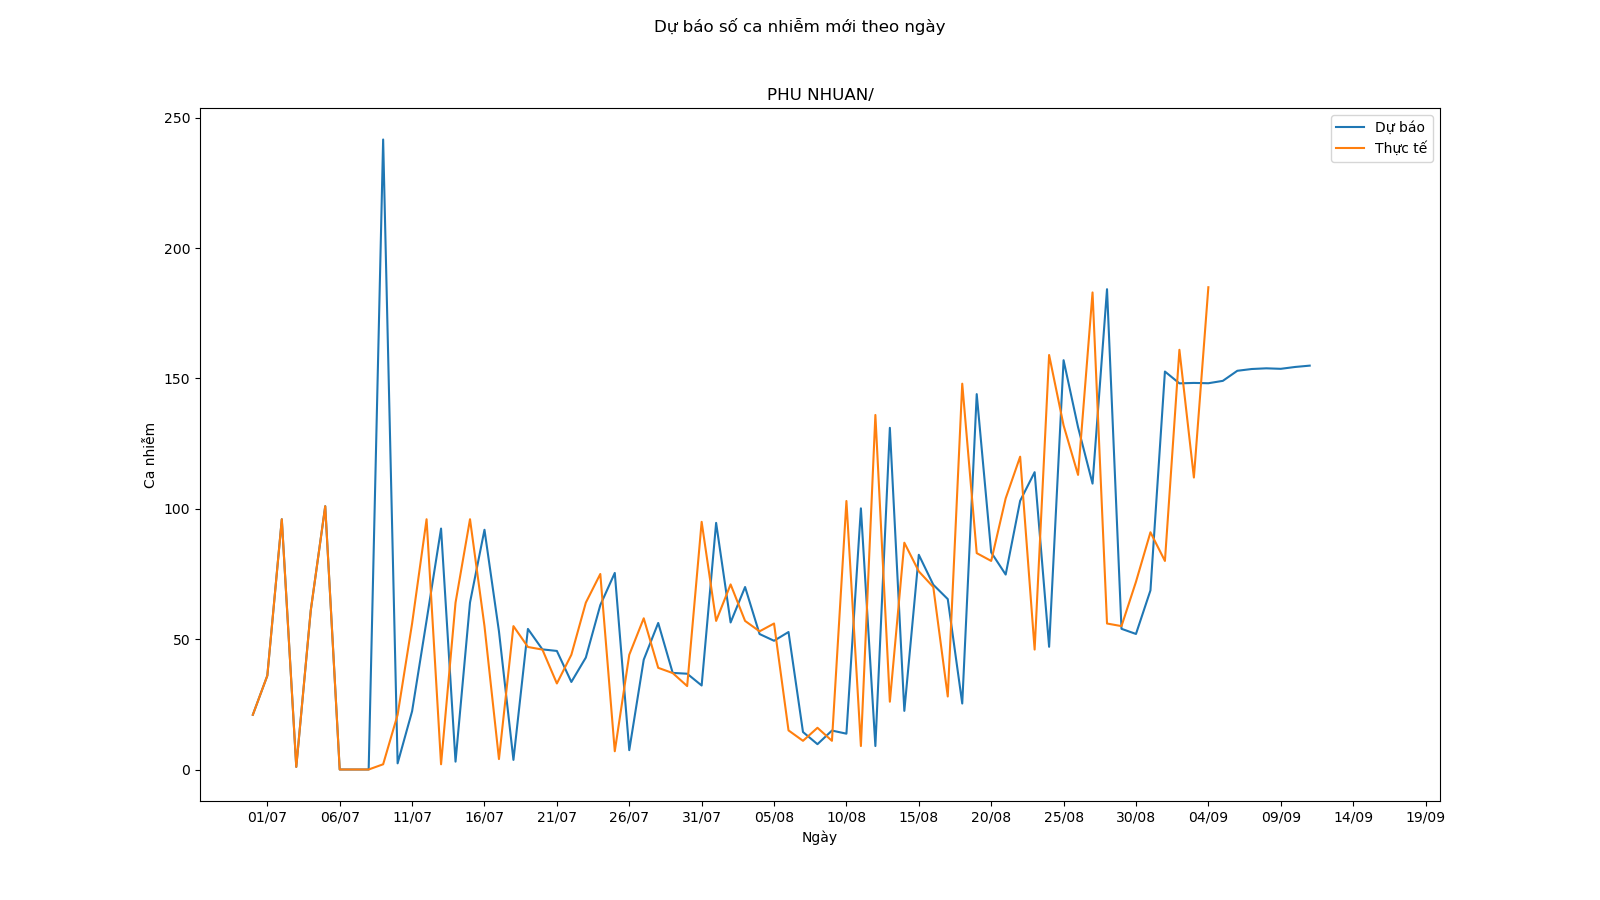 Dự báo số ca nhiễm mới theo ngày
PHU NHUAN/
250
200
150
100
50
0
Ca nhiễm
Dự báo
Thực tế
01/07 06/07 11/07 16/07 21/07 26/07 31/07 05/08 10/08 15/08 20/08 25/08 30/08 04/09 09/09 14/09 19/09
Ngày